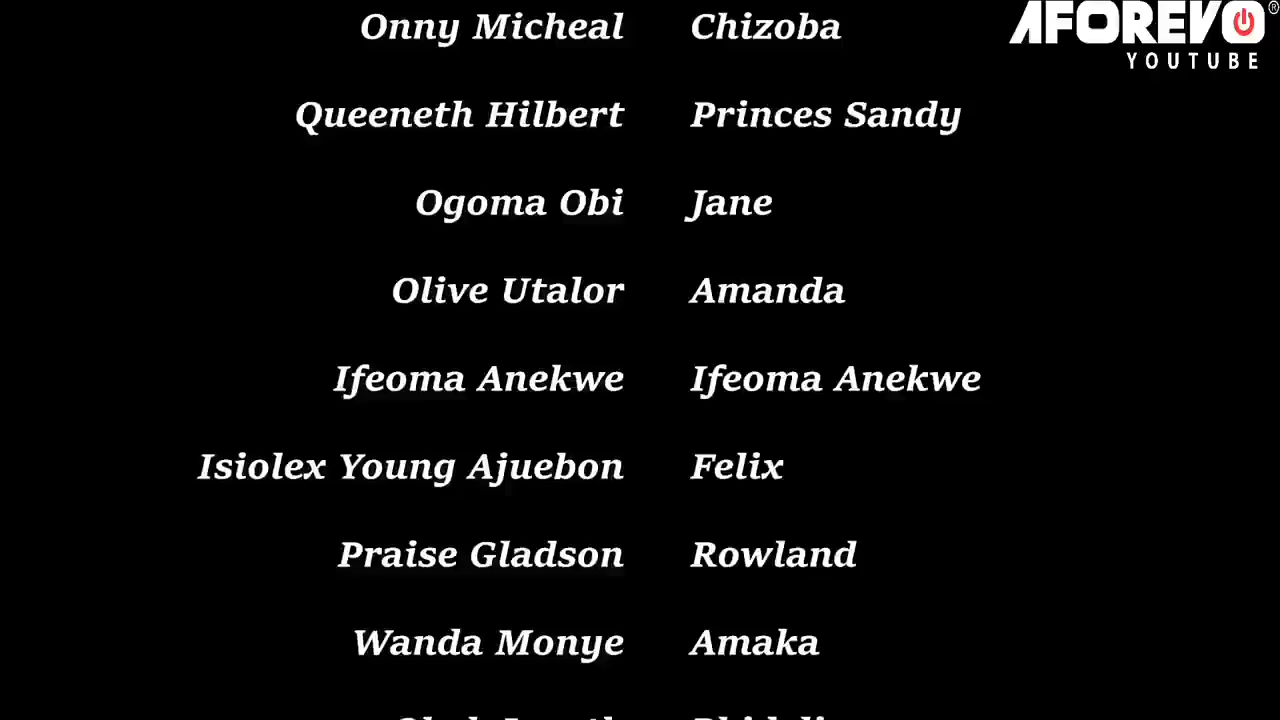 Onny Micheal Chizoba
AFOREVO®
YOUTUBE
Queeneth Hilbert Princes Sandy
Ogoma Obi Jane
Olive Utalor Amanda
Ifeoma Anekwe Ifeoma Anekwe
Isiolex Young Ajuebon Felix
Praise Gladson Rowland
Wanda Monye Amaka